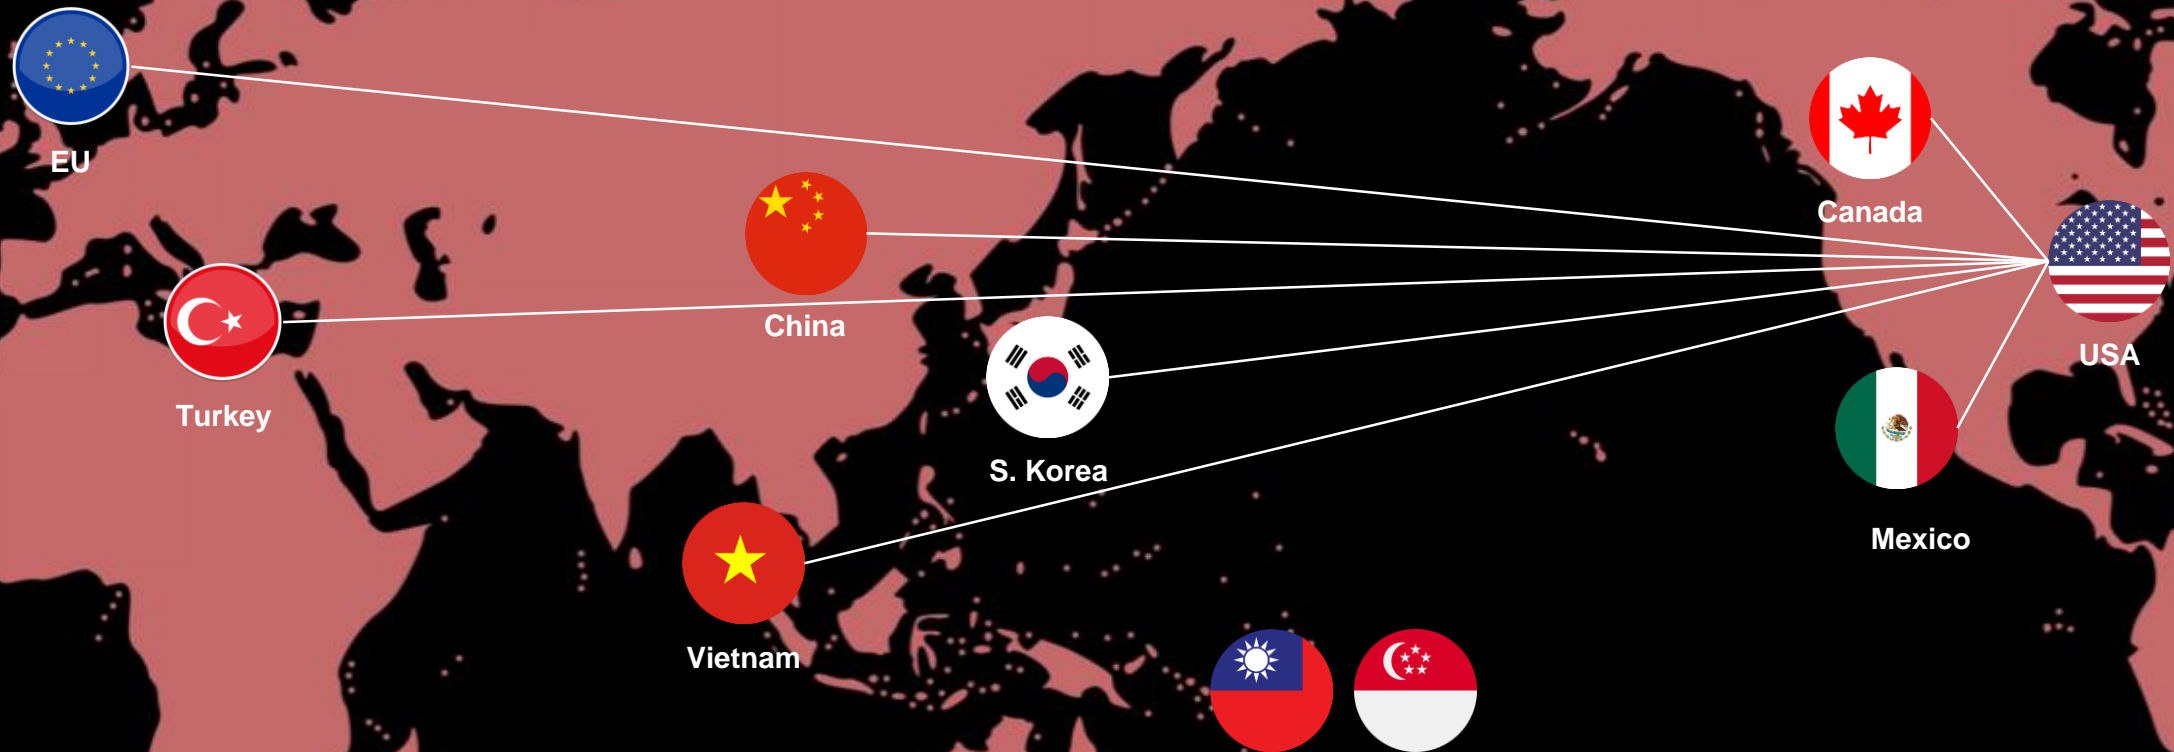 EU
Canada
China
USA
Turkey
S. Korea
Mexico
Vietnam